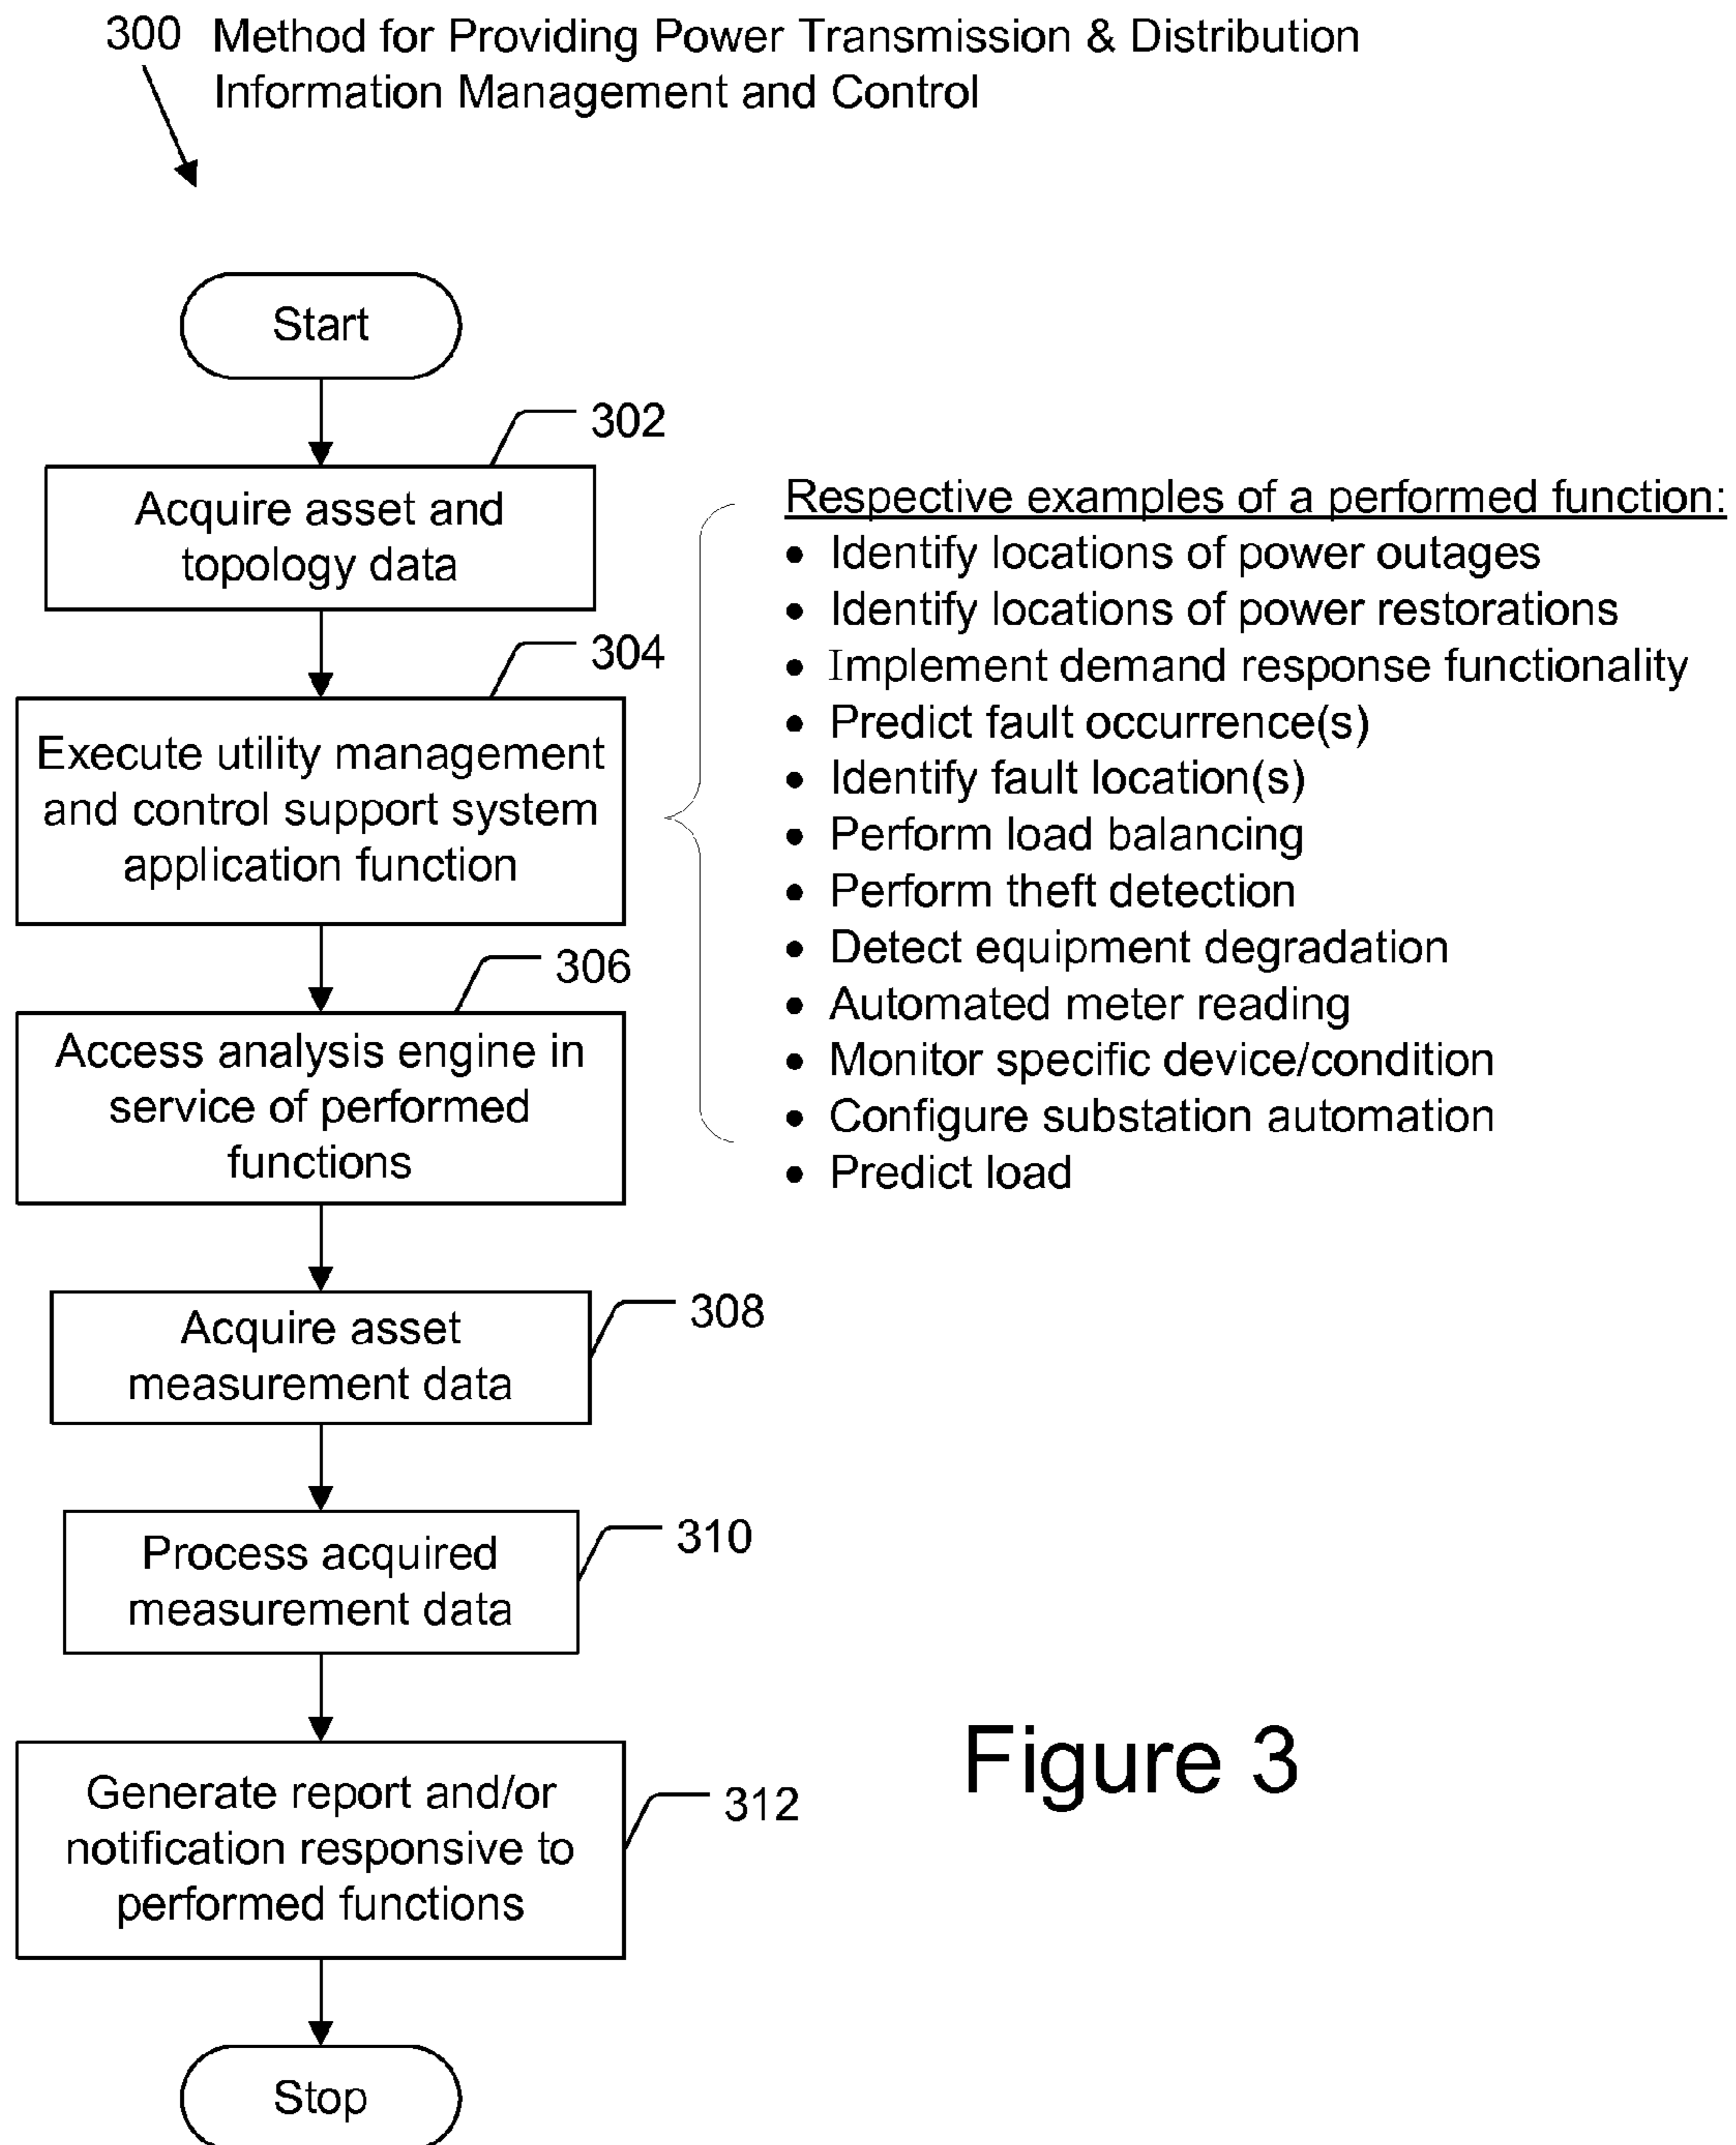 300 Method for Providing Power Transmission & Distribution
Information Management and Control
Start
302
Acquire asset and
topology data
304
Execute utility management
and control support system
application function
Respective examples of a performed function:
• Identify locations of power outages
• Identify locations of power restorations
• Implement demand response functionality
• Predict fault occurrence(s)
• Identify fault location(s)
• Perform load balancing
• Perform theft detection
• Detect equipment degradation
• Automated meter reading
• Monitor specific device/condition
• Configure substation automation
• Predict load
306
Access analysis engine in
service of performed
functions
308
Acquire asset
measurement data
310
Process acquired
measurement data
312
Generate report and/or
notification responsive to
performed functions
Stop
Figure 3